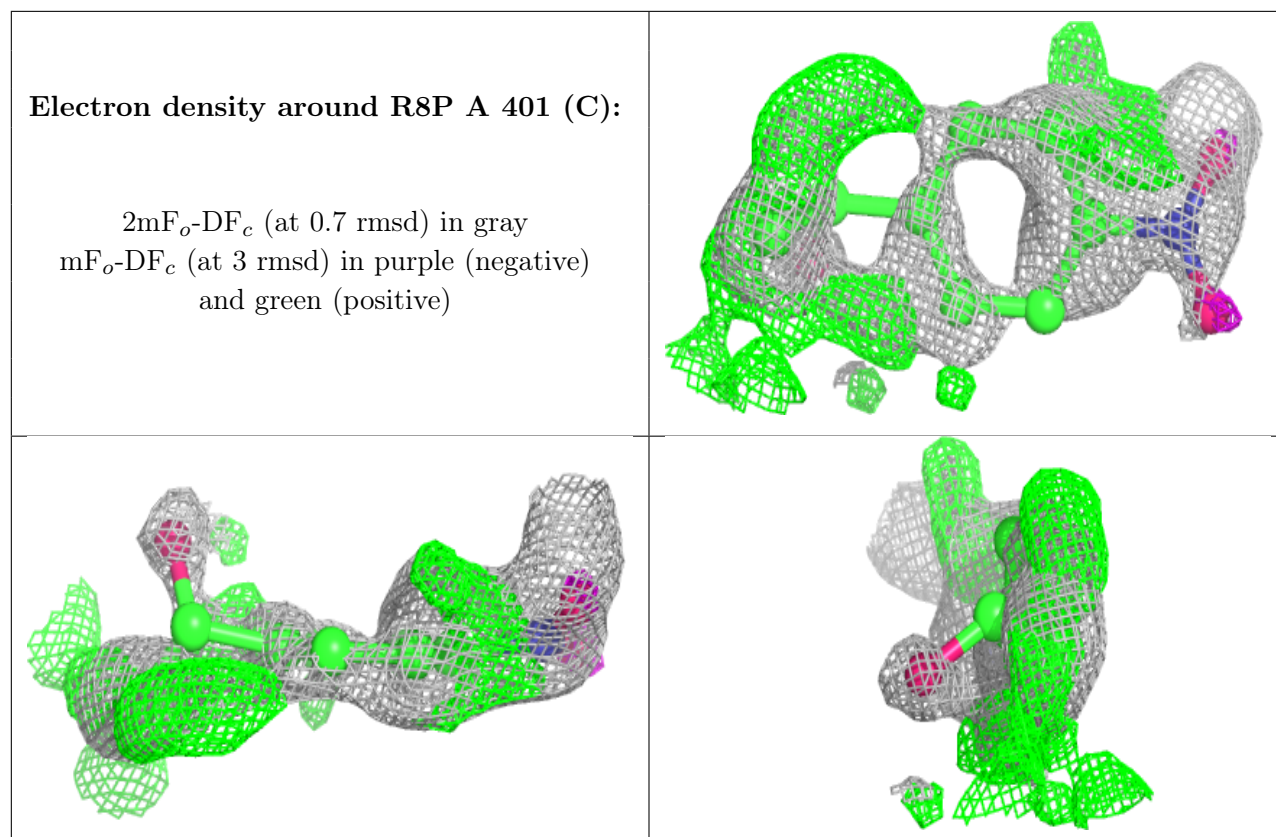 Electron density around R8P A 401 (C):
2mFo-DFc (at 0.7 rmsd) in gray
mFo-DFc (at 3 rmsd) in purple (negative)
and green (positive)